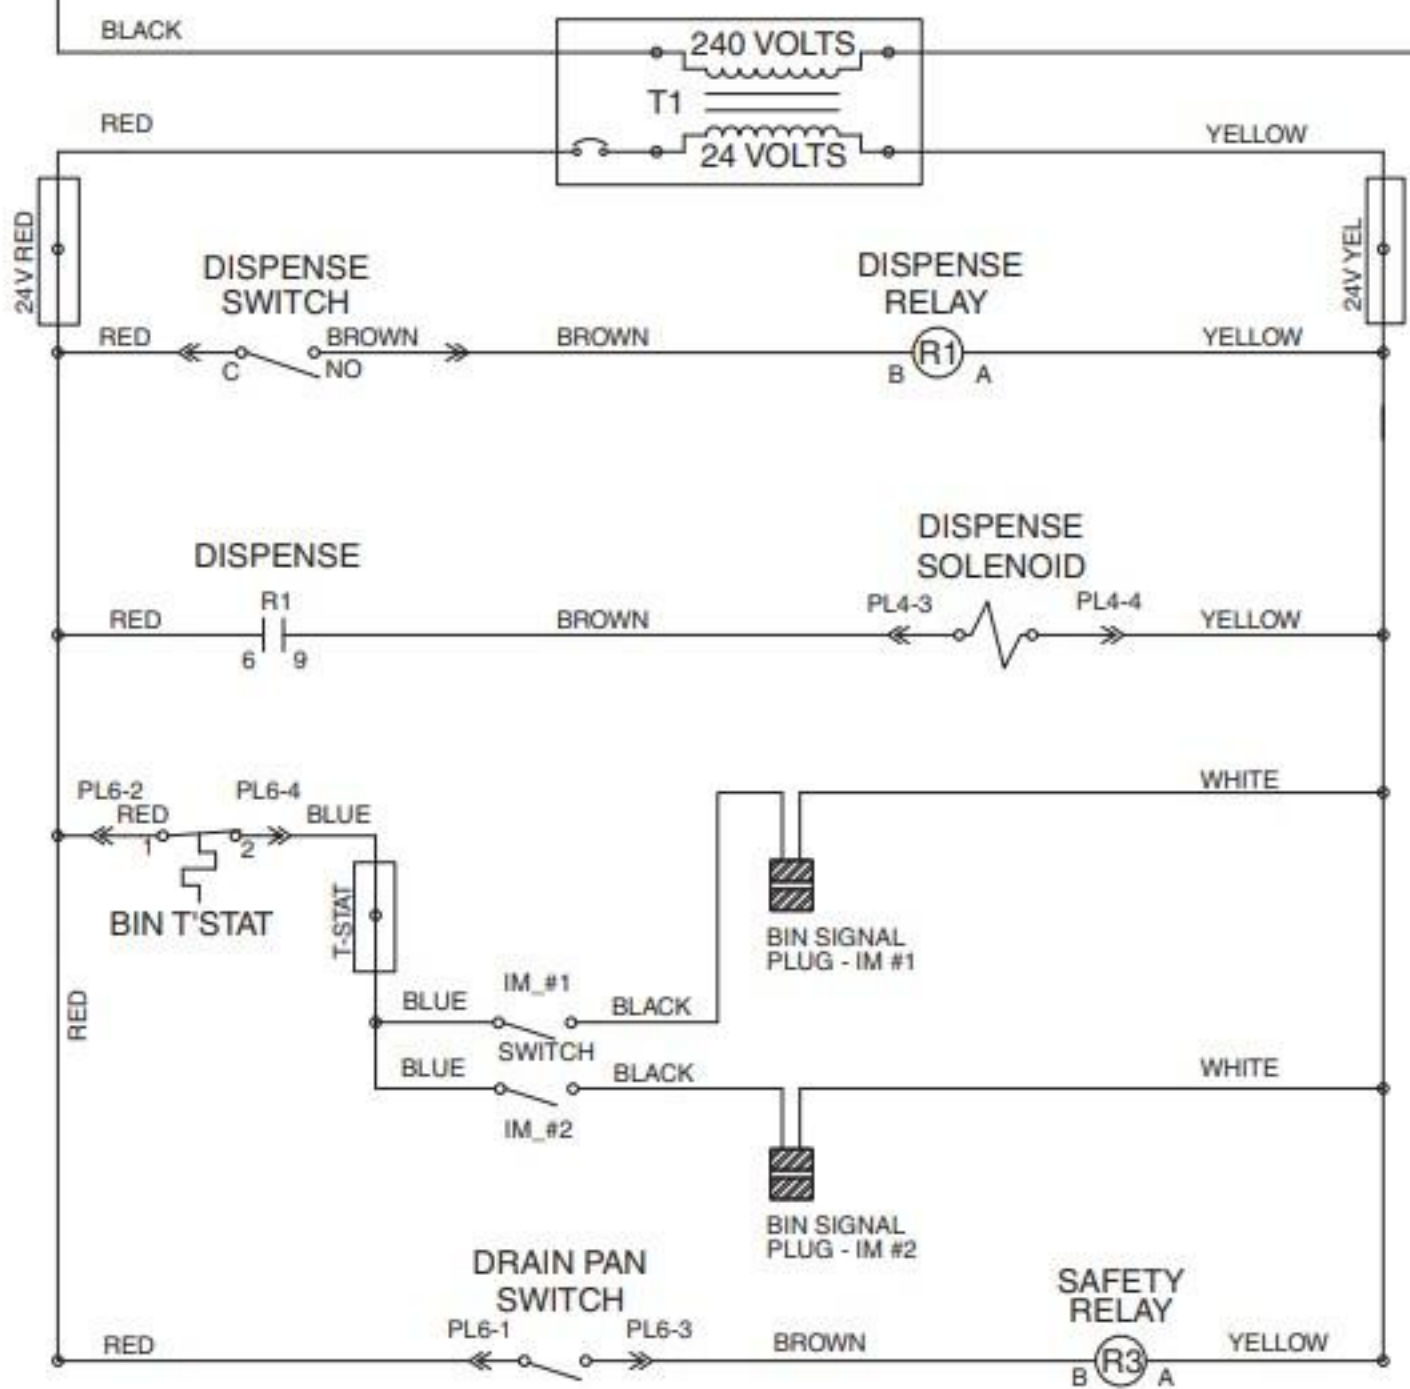 BLACK
240 VOLTS
T1
RED
24 VOLTS
YELLOW
24V RED
24V YEL
DISPENSE
SWITCH
DISPENSE
RELAY
RED
BROWN
BROWN
YELLOW
C
NO
B
R1
A
DISPENSE
DISPENSE
SOLENOID
RED
R1
BROWN
PL4-3
PL4-4
YELLOW
6
9
PL6-2
PL6-4
RED
BLUE
WHITE
1
2
BIN T'STAT
T-STAT
BIN SIGNAL
PLUG - IM #1
RED
BLUE
IM_#1
BLACK
SWITCH
BLUE
BLACK
WHITE
IM_#2
BIN SIGNAL
PLUG - IM #2
DRAIN PAN
SWITCH
SAFETY
RELAY
RED
PL6-1
PL6-3
BROWN
YELLOW
B
R3
A